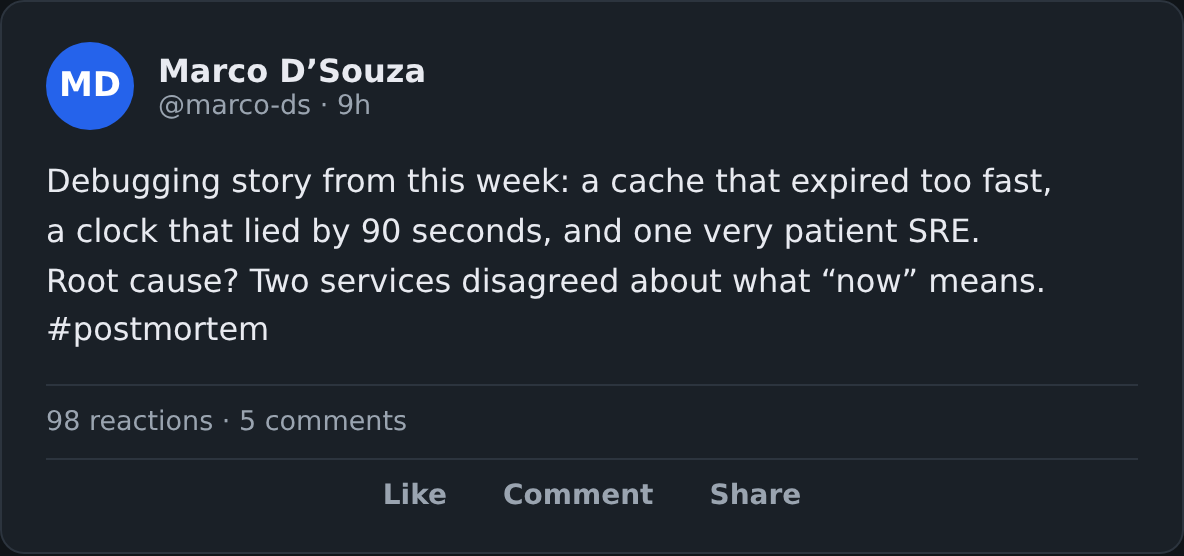 MD
Marco D’Souza
@marco-ds · 9h
Debugging story from this week: a cache that expired too fast,
a clock that lied by 90 seconds, and one very patient SRE.
Root cause? Two services disagreed about what “now” means.
#postmortem
98 reactions · 5 comments
Like Comment Share